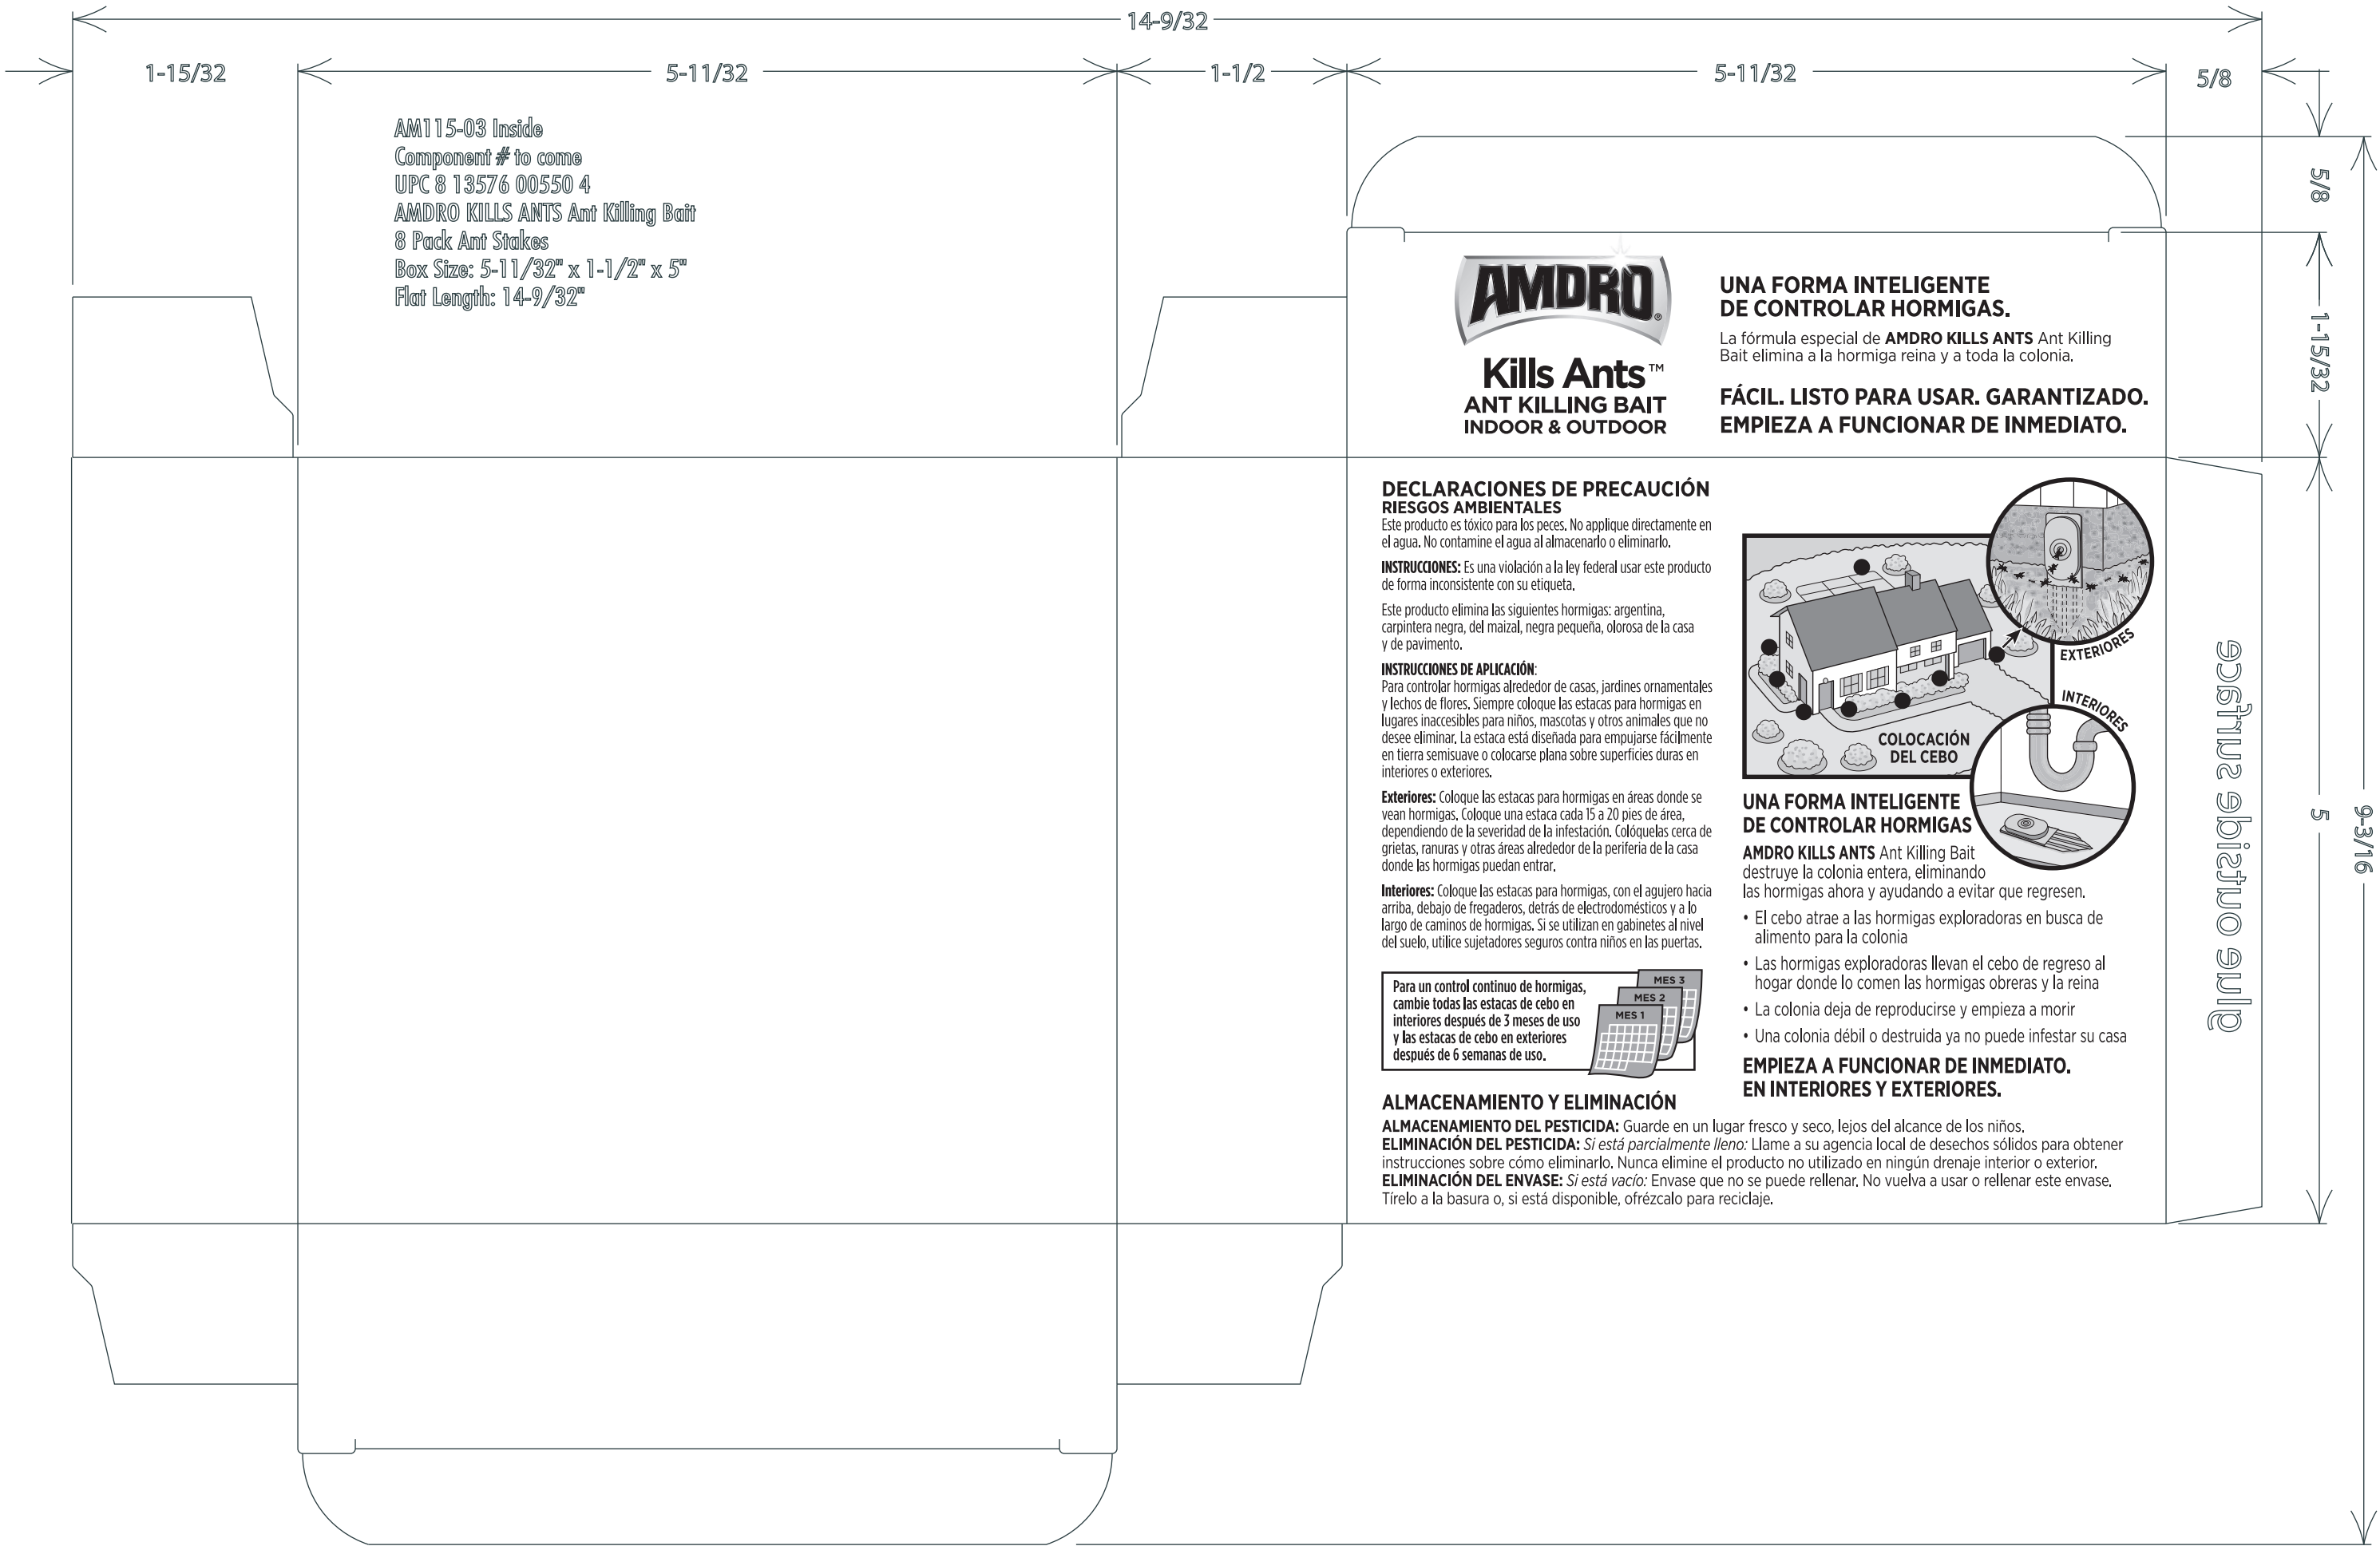 14-9/32
1-15/32
5-11/32
1-1/2
5-11/32
5/8
AM115-03 Inside
Component # to come
UPC 8 13576 00550 4
AMDRO KILLS ANTS Ant Killing Bait
8 Pack Ant Stakes
Box Size: 5-11/32" x 1-1/2" x 5"
Flat Length: 14-9/32"
5/8
1-15/32
5
9-3/16
AMDRO®
Kills Ants™
ANT KILLING BAIT
INDOOR & OUTDOOR
UNA FORMA INTELIGENTE
DE CONTROLAR HORMIGAS.
La fórmula especial de AMDRO KILLS ANTS Ant Killing
Bait elimina a la hormiga reina y a toda la colonia.
FÁCIL. LISTO PARA USAR. GARANTIZADO.
EMPIEZA A FUNCIONAR DE INMEDIATO.
DECLARACIONES DE PRECAUCIÓN
RIESGOS AMBIENTALES
Este producto es tóxico para los peces. No applique directamente en
el agua. No contamine el agua al almacenarlo o eliminarlo.
INSTRUCCIONES: Es una violación a la ley federal usar este producto
de forma inconsistente con su etiqueta.
Este producto elimina las siguientes hormigas: argentina,
carpintera negra, del maizal, negra pequeña, olorosa de la casa
y de pavimento.
INSTRUCCIONES DE APLICACIÓN:
Para controlar hormigas alrededor de casas, jardines ornamentales
y lechos de flores. Siempre coloque las estacas para hormigas en
lugares inaccesibles para niños, mascotas y otros animales que no
desee eliminar. La estaca está diseñada para empujarse fácilmente
en tierra semisuave o colocarse plana sobre superficies duras en
interiores o exteriores.
Exteriores: Coloque las estacas para hormigas en áreas donde se
vean hormigas. Coloque una estaca cada 15 a 20 pies de área,
dependiendo de la severidad de la infestación. Colóquelas cerca de
grietas, ranuras y otras áreas alrededor de la periferia de la casa
donde las hormigas puedan entrar.
Interiores: Coloque las estacas para hormigas, con el agujero hacia
arriba, debajo de fregaderos, detrás de electrodomésticos y a lo
largo de caminos de hormigas. Si se utilizan en gabinetes al nivel
del suelo, utilice sujetadores seguros contra niños en las puertas.
Para un control continuo de hormigas,
cambie todas las estacas de cebo en
interiores después de 3 meses de uso
y las estacas de cebo en exteriores
después de 6 semanas de uso.
MES 3
MES 2
MES 1
EXTERIORES
INTERIORES
COLOCACIÓN
DEL CEBO
UNA FORMA INTELIGENTE
DE CONTROLAR HORMIGAS
AMDRO KILLS ANTS Ant Killing Bait
destruye la colonia entera, eliminando
las hormigas ahora y ayudando a evitar que regresen.
• El cebo atrae a las hormigas exploradoras en busca de
alimento para la colonia
• Las hormigas exploradoras llevan el cebo de regreso al
hogar donde lo comen las hormigas obreras y la reina
• La colonia deja de reproducirse y empieza a morir
• Una colonia débil o destruida ya no puede infestar su casa
EMPIEZA A FUNCIONAR DE INMEDIATO.
EN INTERIORES Y EXTERIORES.
ALMACENAMIENTO Y ELIMINACIÓN
ALMACENAMIENTO DEL PESTICIDA: Guarde en un lugar fresco y seco, lejos del alcance de los niños.
ELIMINACIÓN DEL PESTICIDA: Si está parcialmente lleno: Llame a su agencia local de desechos sólidos para obtener
instrucciones sobre cómo eliminarlo. Nunca elimine el producto no utilizado en ningún drenaje interior o exterior.
ELIMINACIÓN DEL ENVASE: Si está vacío: Envase que no se puede rellenar. No vuelva a usar o rellenar este envase.
Tírelo a la basura o, si está disponible, ofrézcalo para reciclaje.
glue outside surface